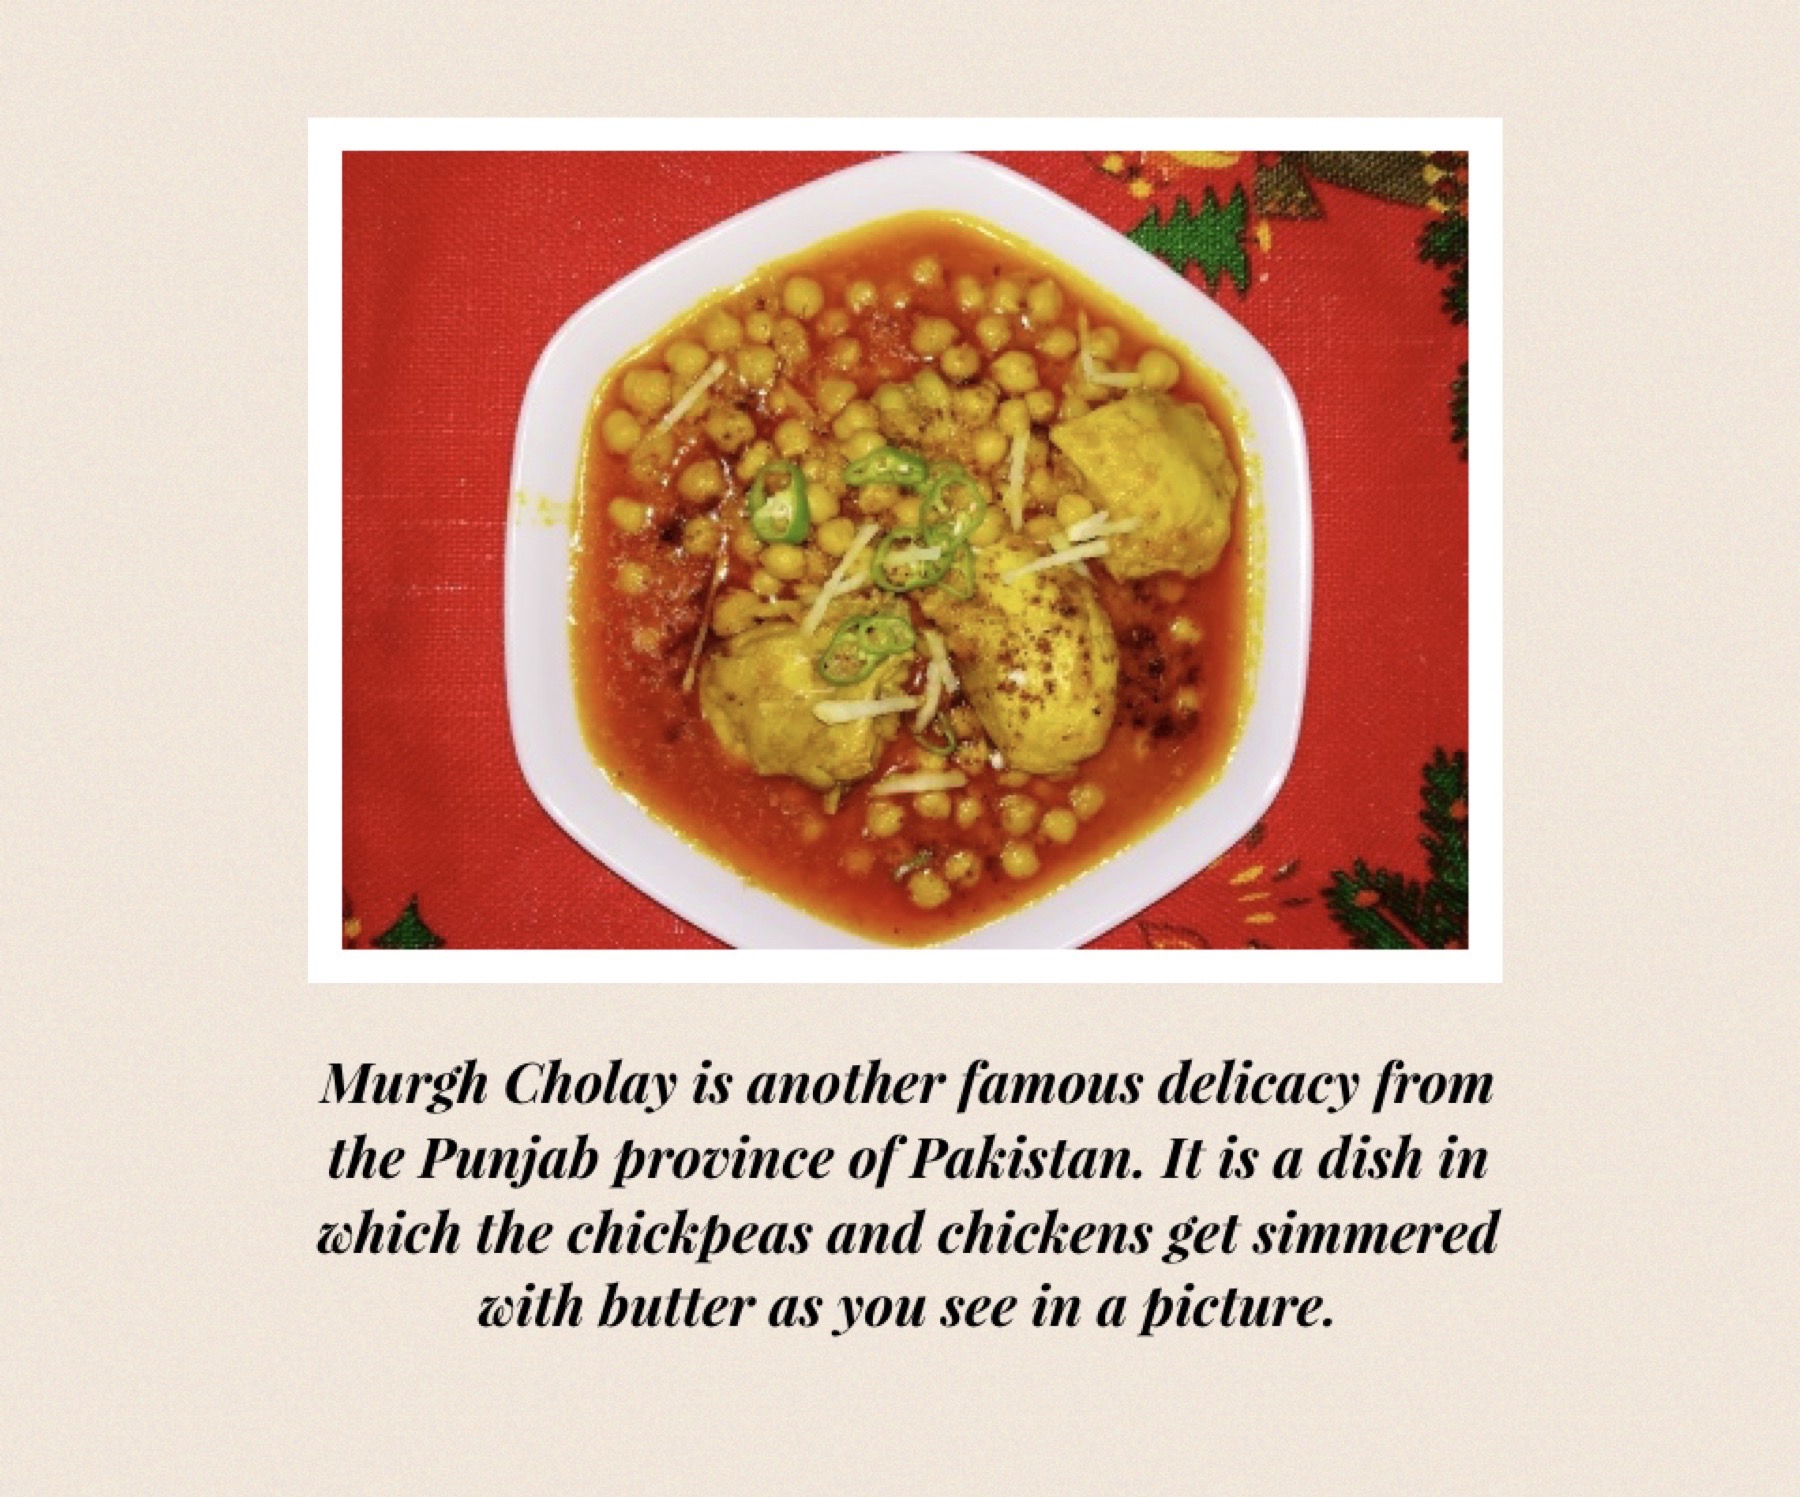 Murgh Cholay is another famous delicacy from
the Punjab province of Pakistan. It is a dish in
which the chickpeas and chickens get simmered
with butter as you see in a picture.